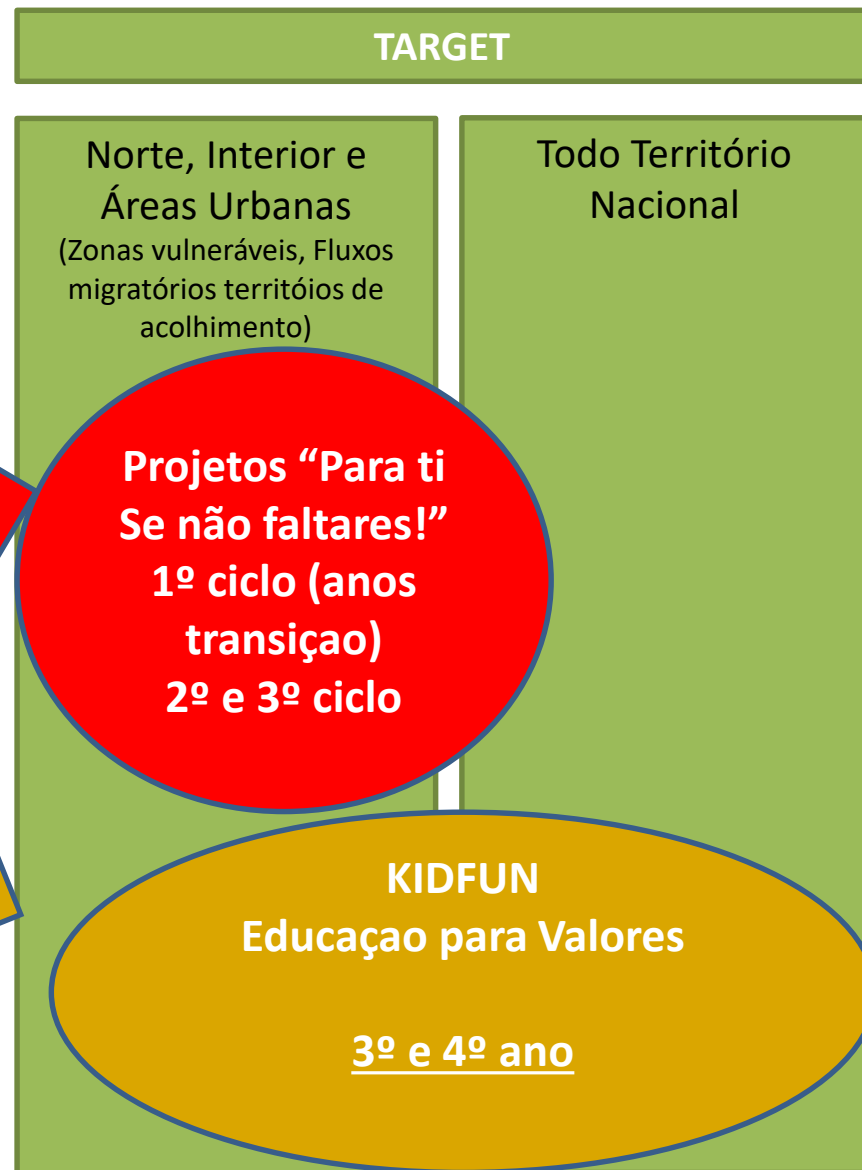 TARGET
Norte, Interior e
Áreas Urbanas
(Zonas vulneráveis, Fluxos
migratórios territóios de
acolhimento)
Todo Território
Nacional
Projetos “Para ti
Se não faltares!”
1º ciclo (anos
transiçao)
2º e 3º ciclo
KIDFUN
Educaçao para Valores
3º e 4º ano